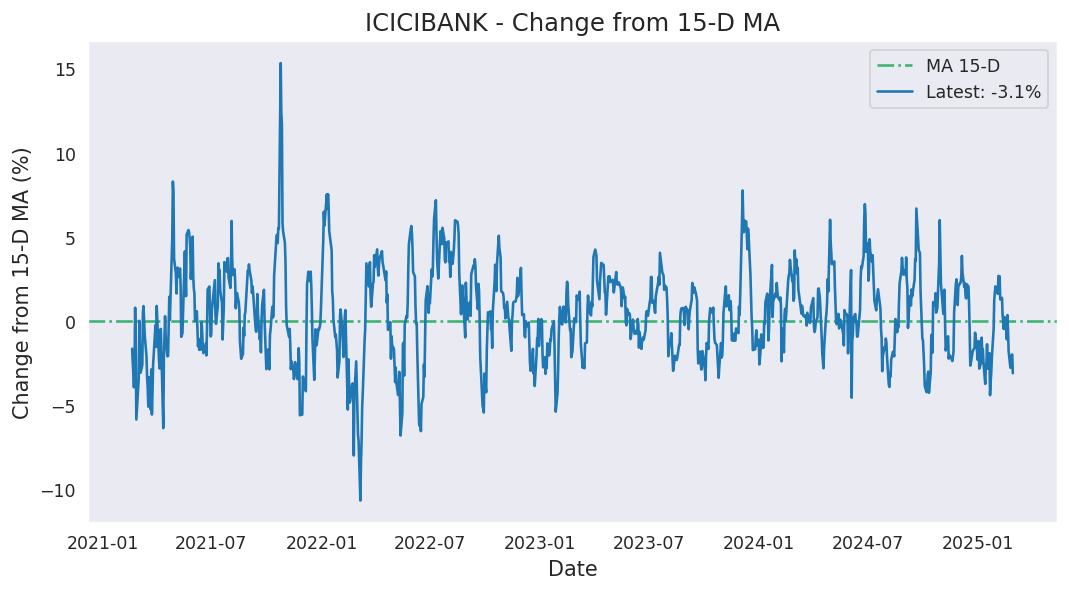 ICICIBANK - Change from 15-D MA
MA 15-D
Latest: -3.1%
Change from 15-D MA (%)
15
10
5
0
−5
−10
2021-01 2021-07 2022-01 2022-07 2023-01 2023-07 2024-01 2024-07 2025-01
Date